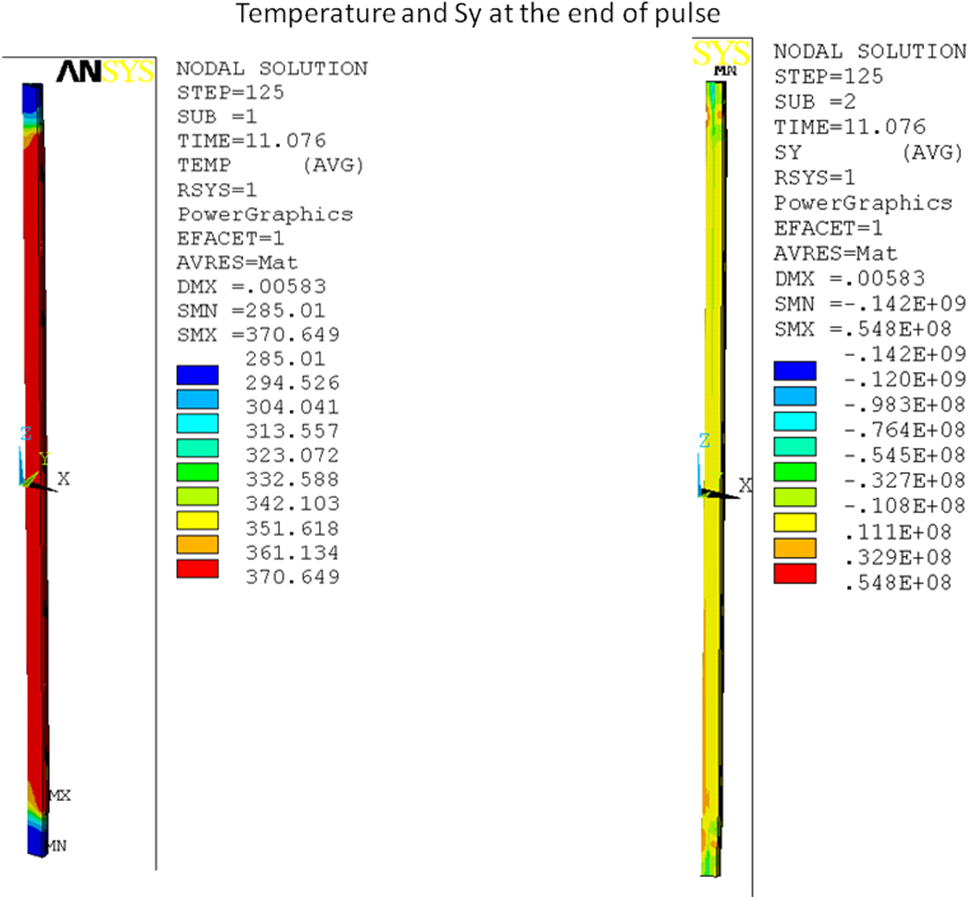 Temperature and Sy at the end of pulse
ANSYS
NODAL SOLUTION
STEP=125
SUB =1
TIME=11.076
TEMP (AVG)
RSYS=1
PowerGraphics
EFACET=1
AVRES=Mat
DMX =.00583
SMN =285.01
SMX =370.649
285.01
294.526
304.041
313.557
323.072
332.588
342.103
351.618
361.134
370.649
Z
Y
X
MX
MN
SYS
MN
NODAL SOLUTION
STEP=125
SUB =2
TIME=11.076
SY (AVG)
RSYS=1
PowerGraphics
EFACET=1
AVRES=Mat
DMX =.00583
SMN =-.142E+09
SMX =.548E+08
-.142E+09
-.120E+09
-.983E+08
-.764E+08
-.545E+08
-.327E+08
-.108E+08
.111E+08
.329E+08
.548E+08
Z
X